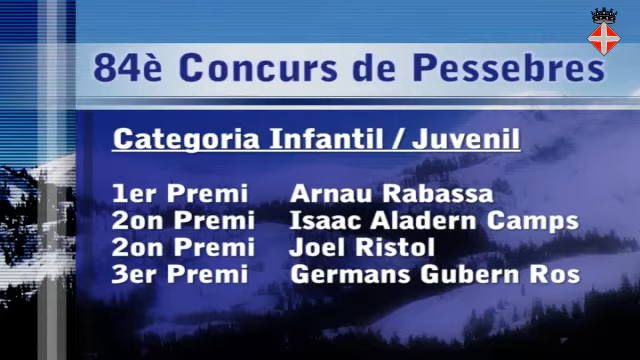 84è Concurs de Pessebres
Categoria Infantil / Juvenil
1er Premi Arnau Rabassa
2on Premi Isaac Aladern Camps
2on Premi Joel Ristol
3er Premi Germans Gubern Ros